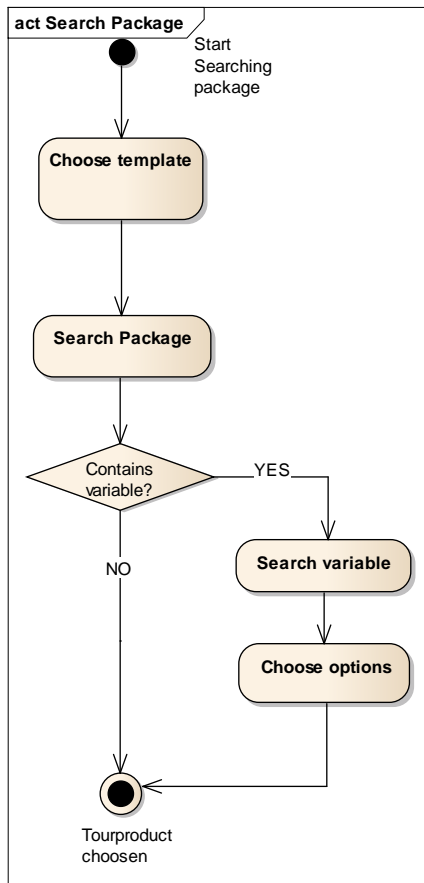 act Search Package
Start
Searching
package
Choose template
Search Package
Contains
variable?
YES
NO
Search variable
Choose options
Tourproduct
choosen